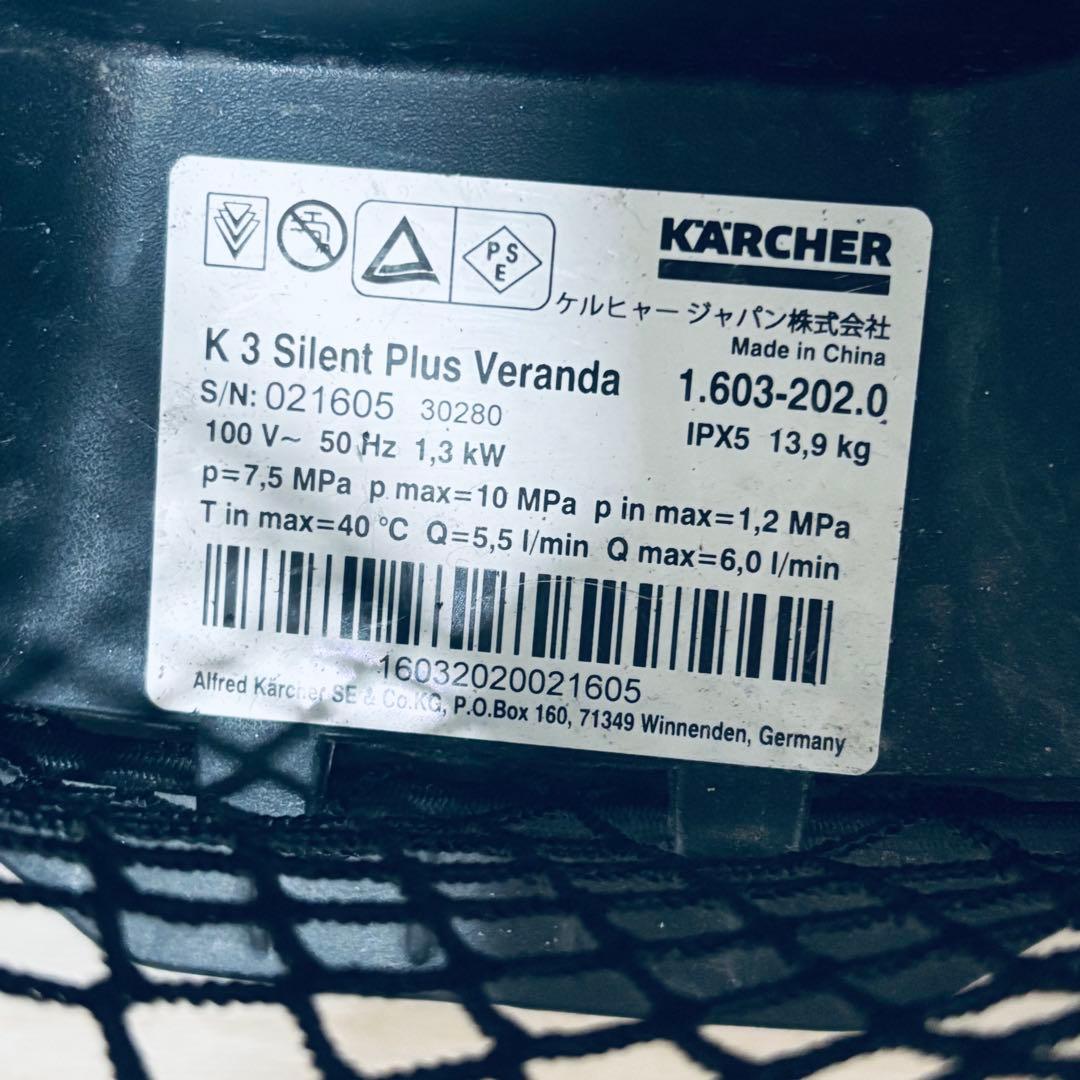 PSE
KÄRCHER
ケルヒャー ジャパン株式会社
Made in China
K 3 Silent Plus Veranda 1.603-202.0
S/N: 021605 30280
IPX5 13,9 kg
100 V~ 50 Hz 1,3 kW
p=7,5 MPa p max=10 MPa p in max=1,2 MPa
T in max=40 °C Q=5,5 l/min Q max=6,0 l/min
16032020021605
Alfred Kärcher SE & Co.KG, P.O.Box 160, 71349 Winnenden, Germany